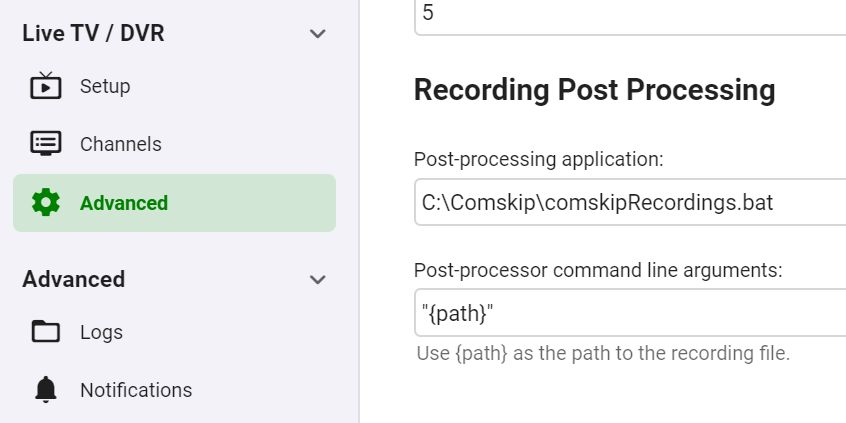 Live TV / DVR
Setup
Channels
Advanced
Advanced
Logs
Notifications
5
Recording Post Processing
Post-processing application:
C:\Comskip\comskipRecordings.bat
Post-processor command line arguments:
"{path}"
Use {path} as the path to the recording file.